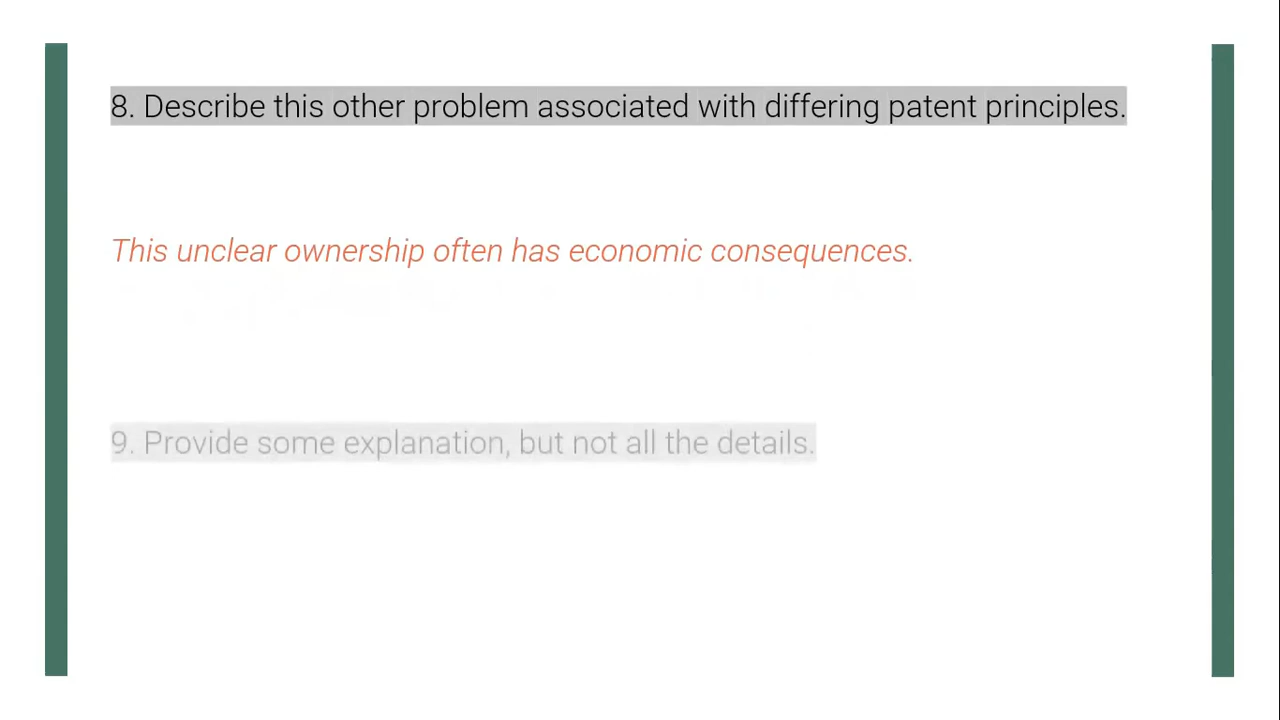 8. Describe this other problem associated with differing patent principles.
This unclear ownership often has economic consequences.
9. Provide some explanation, but not all the details.